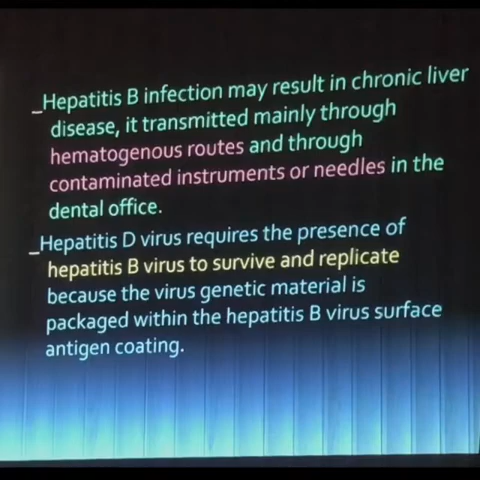 _Hepatitis B infection may result in chronic liver
disease, it transmitted mainly through
hematogenous routes and through
contaminated instruments or needles in the
dental office.
_Hepatitis D virus requires the presence of
hepatitis B virus to survive and replicate
because the virus genetic material is
packaged within the hepatitis B virus surface
antigen coating.